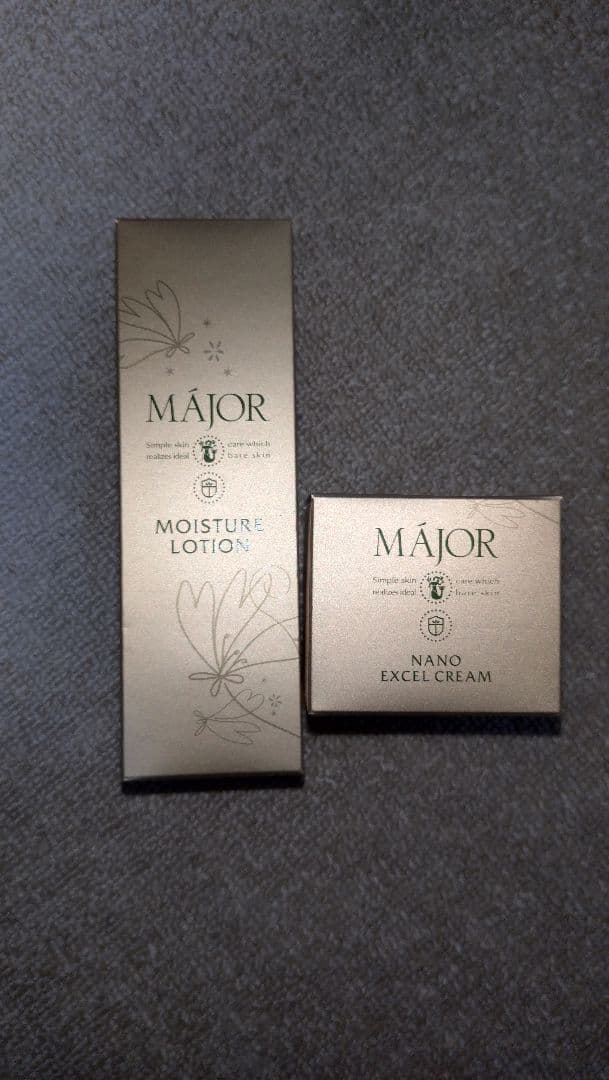 MÁJOR
Simple skin care which
realizes ideal bare skin
MOISTURE
LOTION
MÁJOR
Simple skin care which
realizes ideal bare skin
NANO
EXCEL CREAM